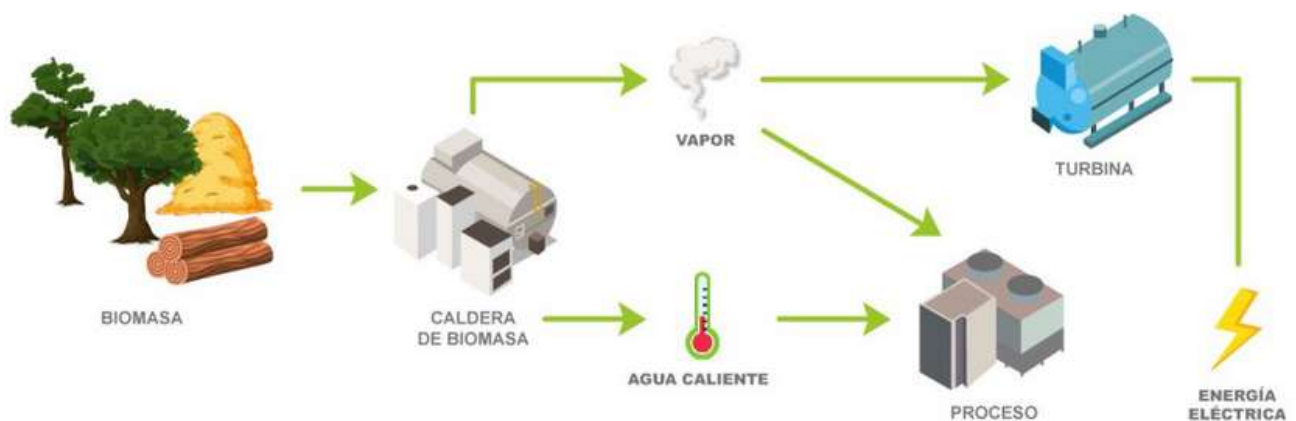 VAPOR
TURBINA
BIOMASA
CALDERA
DE BIOMASA
AGUA CALIENTE
PROCESO
ENERGÍA
ELÉCTRICA